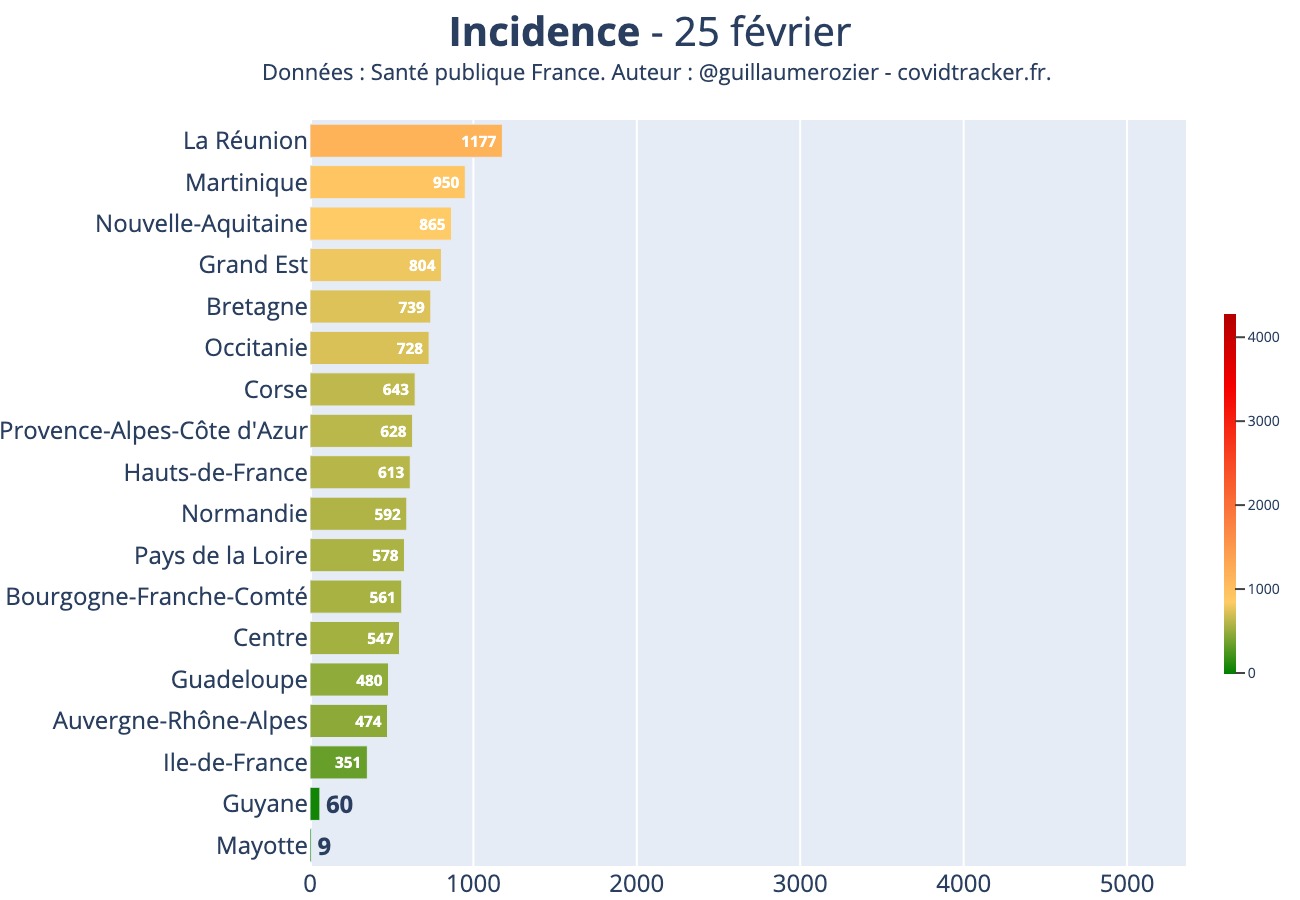 Incidence - 25 février
Données : Santé publique France. Auteur : @guillaumerozier - covidtracker.fr.
La Réunion 1177
Martinique 950
Nouvelle-Aquitaine 865
Grand Est 804
Bretagne 739
Occitanie 728
Corse 643
Provence-Alpes-Côte d'Azur 628
Hauts-de-France 613
Normandie 592
Pays de la Loire 578
Bourgogne-Franche-Comté 561
Centre 547
Guadeloupe 480
Auvergne-Rhône-Alpes 474
Ile-de-France 351
Guyane 60
Mayotte 9
0 1000 2000 3000 4000 5000
4000
3000
2000
1000
0